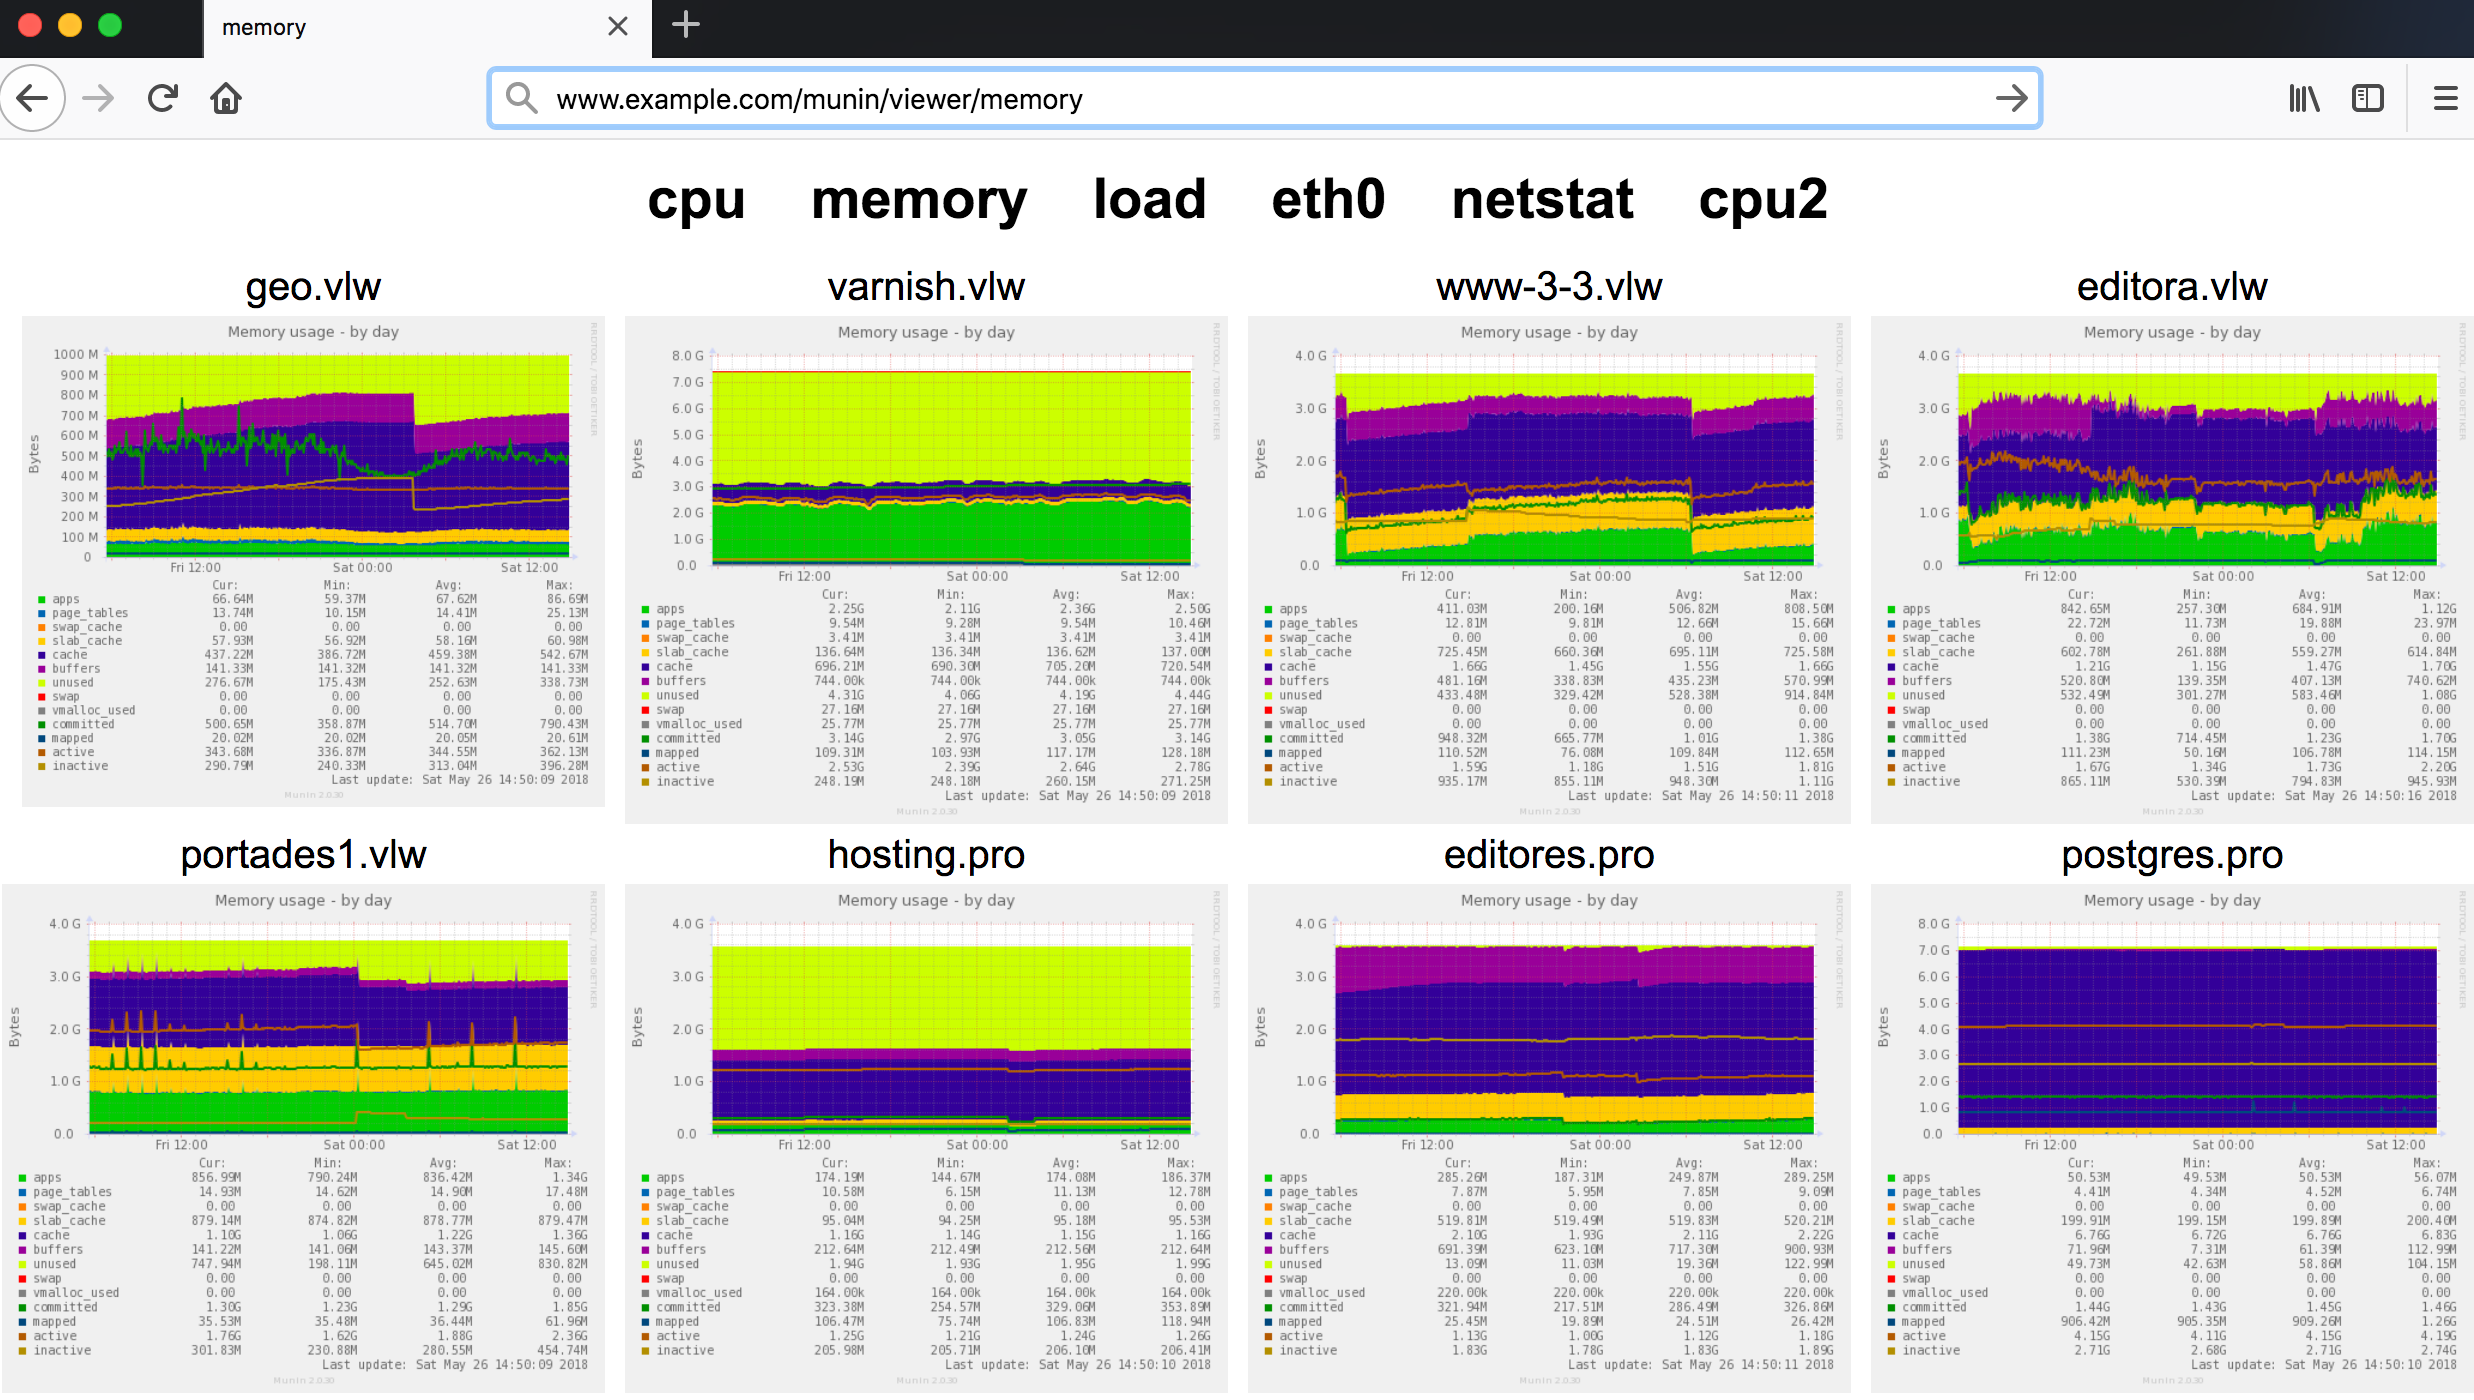 memory
www.example.com/munin/viewer/memory
cpu memory load eth0 netstat cpu2
geo.vlw
Memory usage - by day
RRDTOOL / TOBI OETIKER
Bytes
1000 M
900 M
800 M
700 M
600 M
500 M
400 M
300 M
200 M
100 M
0
Fri 12:00 Sat 00:00 Sat 12:00
Cur: Min: Avg: Max:
apps 66.64M 59.37M 67.62M 86.69M
page_tables 13.74M 10.15M 14.41M 25.13M
swap_cache 0.00 0.00 0.00 0.00
slab_cache 57.93M 56.92M 58.16M 60.98M
cache 437.22M 386.72M 459.38M 542.67M
buffers 141.33M 141.32M 141.32M 141.33M
unused 276.67M 175.43M 252.63M 338.73M
swap 0.00 0.00 0.00 0.00
vmalloc_used 0.00 0.00 0.00 0.00
committed 500.65M 358.87M 514.70M 790.43M
mapped 20.02M 20.02M 20.05M 20.61M
active 343.68M 336.87M 344.55M 362.13M
inactive 290.79M 240.33M 313.04M 396.28M
Last update: Sat May 26 14:50:09 2018
Munin 2.0.30
varnish.vlw
Memory usage - by day
RRDTOOL / TOBI OETIKER
Bytes
8.0 G
7.0 G
6.0 G
5.0 G
4.0 G
3.0 G
2.0 G
1.0 G
0.0
Fri 12:00 Sat 00:00 Sat 12:00
Cur: Min: Avg: Max:
apps 2.25G 2.11G 2.36G 2.50G
page_tables 9.54M 9.28M 9.54M 10.46M
swap_cache 3.41M 3.41M 3.41M 3.41M
slab_cache 136.64M 136.34M 136.62M 137.00M
cache 696.21M 690.30M 705.20M 720.54M
buffers 744.00k 744.00k 744.00k 744.00k
unused 4.31G 4.06G 4.19G 4.44G
swap 27.16M 27.16M 27.16M 27.16M
vmalloc_used 25.77M 25.77M 25.77M 25.77M
committed 3.14G 2.97G 3.05G 3.14G
mapped 109.31M 103.93M 117.17M 128.18M
active 2.53G 2.39G 2.64G 2.78G
inactive 248.19M 248.18M 260.15M 271.25M
Last update: Sat May 26 14:50:09 2018
Munin 2.0.30
www-3-3.vlw
Memory usage - by day
RRDTOOL / TOBI OETIKER
Bytes
4.0 G
3.0 G
2.0 G
1.0 G
0.0
Fri 12:00 Sat 00:00 Sat 12:00
Cur: Min: Avg: Max:
apps 411.03M 200.16M 506.82M 808.50M
page_tables 12.81M 9.81M 12.66M 15.66M
swap_cache 0.00 0.00 0.00 0.00
slab_cache 725.45M 660.36M 695.11M 725.58M
cache 1.66G 1.45G 1.55G 1.66G
buffers 481.16M 338.83M 435.23M 570.99M
unused 433.48M 329.42M 528.38M 914.84M
swap 0.00 0.00 0.00 0.00
vmalloc_used 0.00 0.00 0.00 0.00
committed 948.32M 665.77M 1.01G 1.38G
mapped 110.52M 76.08M 109.84M 112.65M
active 1.59G 1.18G 1.51G 1.81G
inactive 935.17M 855.11M 948.30M 1.11G
Last update: Sat May 26 14:50:11 2018
Munin 2.0.30
editora.vlw
Memory usage - by day
RRDTOOL / TOBI OETIKER
Bytes
4.0 G
3.0 G
2.0 G
1.0 G
0.0
Fri 12:00 Sat 00:00 Sat 12:00
Cur: Min: Avg: Max:
apps 842.65M 257.30M 684.91M 1.12G
page_tables 22.72M 11.73M 19.88M 23.97M
swap_cache 0.00 0.00 0.00 0.00
slab_cache 602.78M 261.88M 559.27M 614.84M
cache 1.21G 1.15G 1.47G 1.70G
buffers 520.80M 139.35M 407.13M 740.62M
unused 532.49M 301.27M 583.46M 1.08G
swap 0.00 0.00 0.00 0.00
vmalloc_used 0.00 0.00 0.00 0.00
committed 1.38G 714.45M 1.23G 1.70G
mapped 111.23M 50.16M 106.78M 114.15M
active 1.67G 1.34G 1.73G 2.20G
inactive 865.11M 530.39M 794.83M 945.93M
Last update: Sat May 26 14:50:16 2018
Munin 2.0.30
portades1.vlw
Memory usage - by day
RRDTOOL / TOBI OETIKER
Bytes
4.0 G
3.0 G
2.0 G
1.0 G
0.0
Fri 12:00 Sat 00:00 Sat 12:00
Cur: Min: Avg: Max:
apps 856.99M 790.24M 836.42M 1.34G
page_tables 14.93M 14.62M 14.90M 17.48M
swap_cache 0.00 0.00 0.00 0.00
slab_cache 879.14M 874.82M 878.77M 879.47M
cache 1.10G 1.06G 1.22G 1.36G
buffers 141.22M 141.06M 143.37M 145.60M
unused 747.94M 198.11M 645.02M 830.82M
swap 0.00 0.00 0.00 0.00
vmalloc_used 0.00 0.00 0.00 0.00
committed 1.30G 1.23G 1.29G 1.85G
mapped 35.53M 35.48M 36.44M 61.96M
active 1.76G 1.62G 1.88G 2.36G
inactive 301.83M 230.88M 280.55M 454.74M
Last update: Sat May 26 14:50:09 2018
Munin 2.0.30
hosting.pro
Memory usage - by day
RRDTOOL / TOBI OETIKER
Bytes
4.0 G
3.0 G
2.0 G
1.0 G
0.0
Fri 12:00 Sat 00:00 Sat 12:00
Cur: Min: Avg: Max:
apps 174.19M 144.67M 174.08M 186.37M
page_tables 10.58M 6.15M 11.13M 12.78M
swap_cache 0.00 0.00 0.00 0.00
slab_cache 95.04M 94.25M 95.18M 95.53M
cache 1.16G 1.14G 1.15G 1.16G
buffers 212.64M 212.49M 212.56M 212.64M
unused 1.94G 1.93G 1.95G 1.99G
swap 0.00 0.00 0.00 0.00
vmalloc_used 164.00k 164.00k 164.00k 164.00k
committed 323.38M 254.57M 329.06M 353.89M
mapped 106.47M 75.74M 106.83M 118.94M
active 1.25G 1.21G 1.24G 1.26G
inactive 205.98M 205.71M 206.10M 206.41M
Last update: Sat May 26 14:50:10 2018
Munin 2.0.30
editores.pro
Memory usage - by day
RRDTOOL / TOBI OETIKER
Bytes
4.0 G
3.0 G
2.0 G
1.0 G
0.0
Fri 12:00 Sat 00:00 Sat 12:00
Cur: Min: Avg: Max:
apps 285.26M 187.31M 249.87M 289.25M
page_tables 7.87M 5.95M 7.85M 9.09M
swap_cache 0.00 0.00 0.00 0.00
slab_cache 519.81M 519.49M 519.83M 520.21M
cache 2.10G 1.93G 2.11G 2.22G
buffers 691.39M 623.10M 717.30M 900.93M
unused 13.09M 11.03M 19.36M 122.99M
swap 0.00 0.00 0.00 0.00
vmalloc_used 220.00k 220.00k 220.00k 220.00k
committed 321.94M 217.51M 286.49M 326.86M
mapped 25.45M 19.89M 24.51M 26.42M
active 1.13G 1.00G 1.12G 1.18G
inactive 1.83G 1.78G 1.83G 1.89G
Last update: Sat May 26 14:50:11 2018
Munin 2.0.30
postgres.pro
Memory usage - by day
RRDTOOL / TOBI OETIKER
Bytes
8.0 G
7.0 G
6.0 G
5.0 G
4.0 G
3.0 G
2.0 G
1.0 G
0.0
Fri 12:00 Sat 00:00 Sat 12:00
Cur: Min: Avg: Max:
apps 50.53M 49.53M 50.53M 56.07M
page_tables 4.41M 4.34M 4.52M 6.74M
swap_cache 0.00 0.00 0.00 0.00
slab_cache 199.91M 199.15M 199.89M 200.40M
cache 6.76G 6.72G 6.76G 6.83G
buffers 71.96M 7.31M 61.39M 112.99M
unused 49.73M 42.63M 58.86M 104.15M
swap 0.00 0.00 0.00 0.00
vmalloc_used 0.00 0.00 0.00 0.00
committed 1.44G 1.43G 1.45G 1.46G
mapped 906.42M 905.35M 909.26M 1.26G
active 4.15G 4.11G 4.15G 4.19G
inactive 2.71G 2.68G 2.71G 2.74G
Last update: Sat May 26 14:50:10 2018
Munin 2.0.30